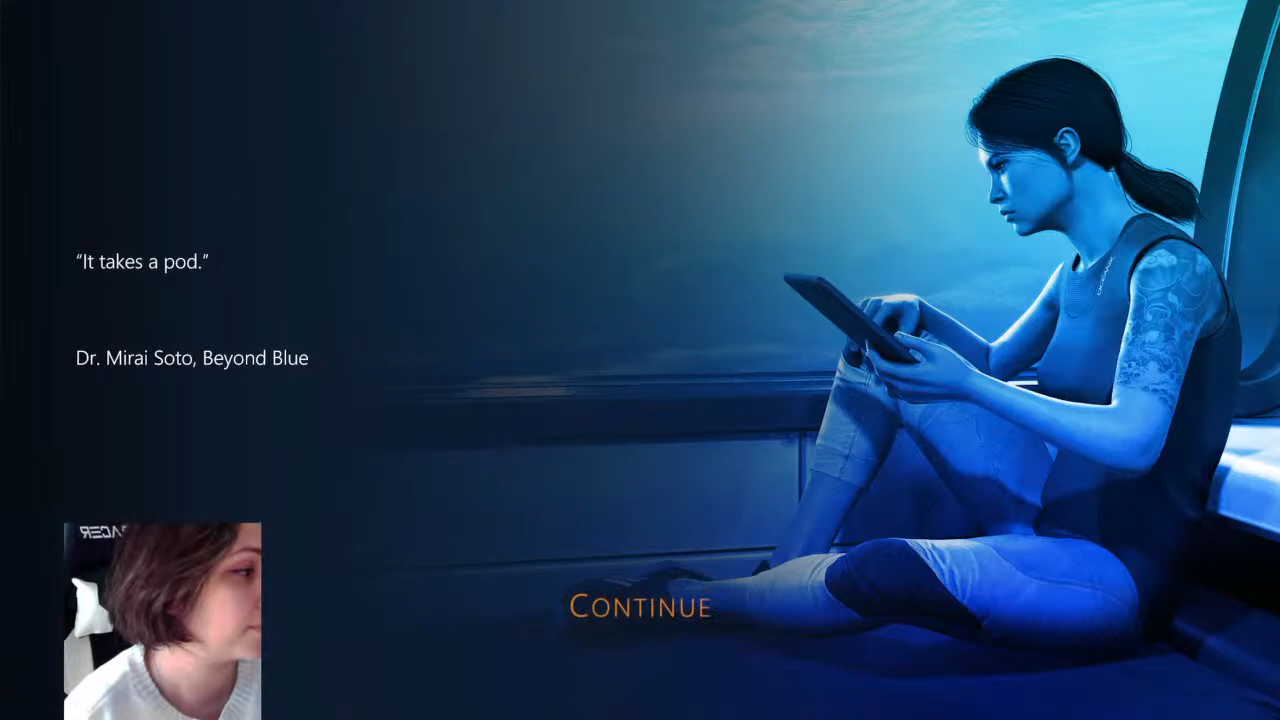 “It takes a pod.”
Dr. Mirai Soto, Beyond Blue
CONTINUE